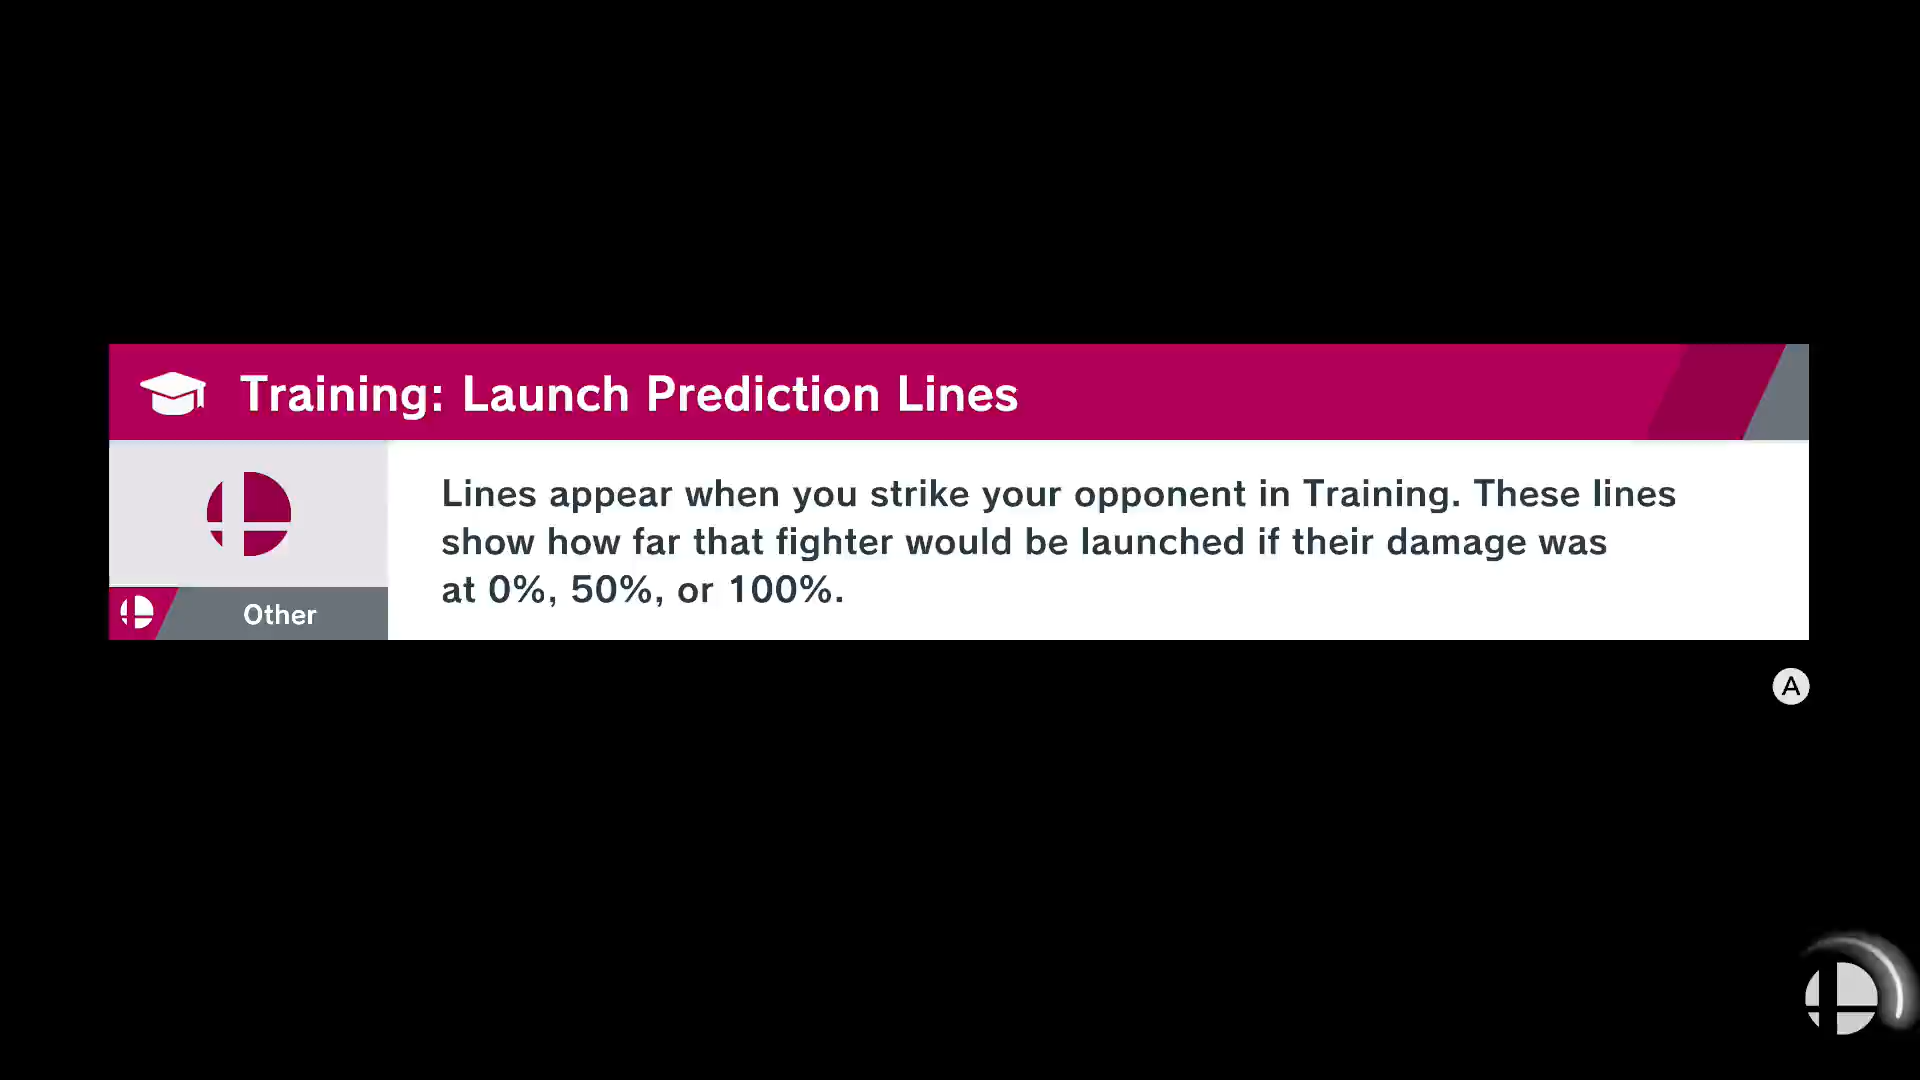 Training: Launch Prediction Lines
Lines appear when you strike your opponent in Training. These lines
show how far that fighter would be launched if their damage was
at 0%, 50%, or 100%.
Other
A